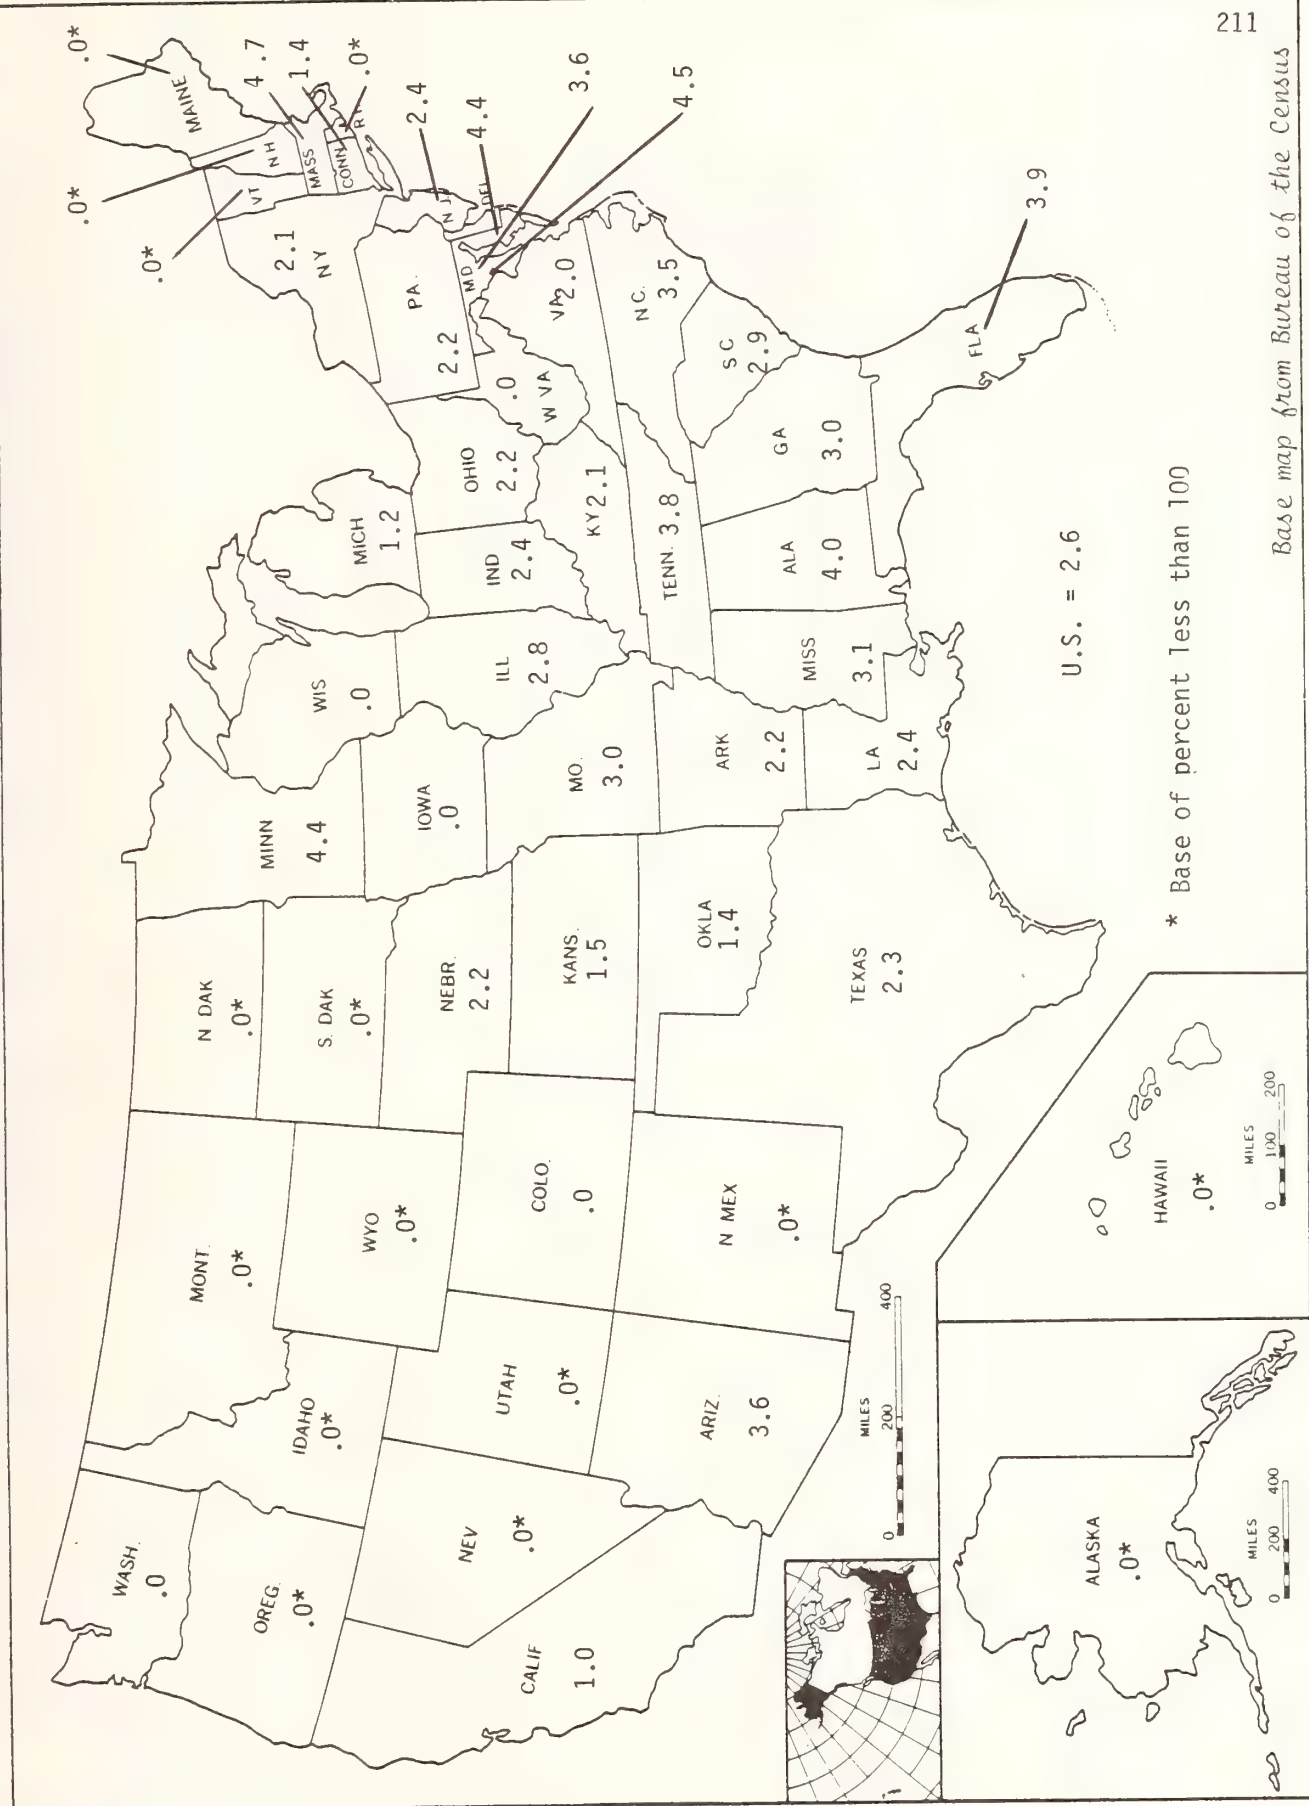 211
WASH.
.0
OREG.
.0*
CALIF
1.0
NEV
.0*
IDAHO
.0*
MONT.
.0*
WYO
.0*
UTAH
.0*
ARIZ.
3.6
COLO.
.0
N MEX
.0*
N DAK
.0*
S. DAK
.0*
NEBR.
2.2
KANS.
1.5
OKLA
1.4
TEXAS
2.3
MINN
4.4
IOWA
.0
MO.
3.0
ARK
2.2
LA
2.4
WIS
.0
ILL
2.8
MICH
1.2
IND
2.4
OHIO
2.2
KY 2.1
TENN. 3.8
MISS
3.1
ALA
4.0
GA
3.0
FLA
3.9
S C
2.9
N C.
3.5
VA 2.0
W VA
.0
PA.
2.2
2.1
NY
VT
.0*
NH
.0*
MAINE
.0*
MASS
4.7
CONN
1.4
R I
.0*
N J
2.4
DEL
4.4
MD
3.6
4.5
U.S. = 2.6
* Base of percent less than 100
MILES
0 200 400
ALASKA
.0*
MILES
0 200 400
HAWAII
.0*
MILES
0 100 200
Base map from Bureau of the Census